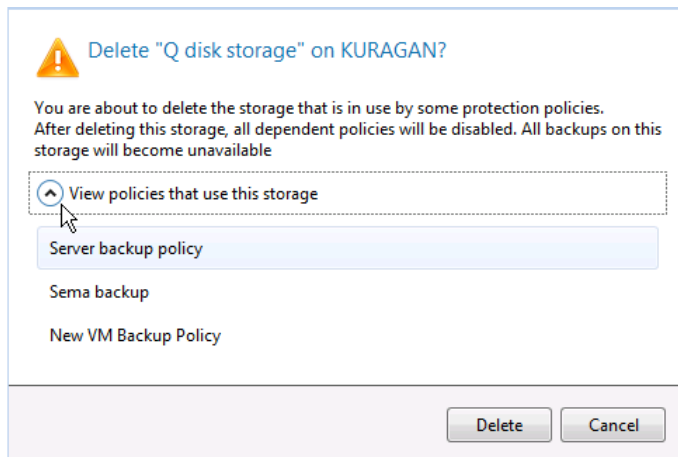 Delete "Q disk storage" on KURAGAN?
You are about to delete the storage that is in use by some protection policies.
After deleting this storage, all dependent policies will be disabled. All backups on this
storage will become unavailable
View policies that use this storage
Server backup policy
Sema backup
New VM Backup Policy
Delete
Cancel